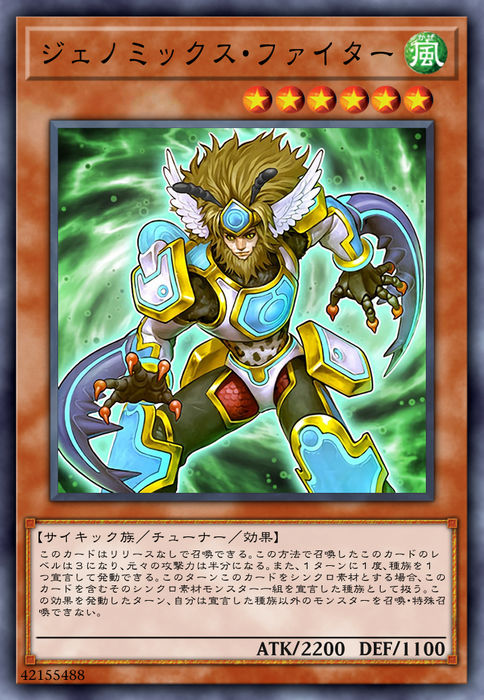 ジェノミックス・ファイター
かぜ
風
【サイキック族／チューナー／効果】
このカードはリリースなしで召喚できる。この方法で召喚したこのカードのレ
ベルは３になり、元々の攻撃力は半分になる。また、１ターンに１度、種族を１
つ宣言して発動できる。このターンこのカードをシンクロ素材とする場合、この
カードを含むそのシンクロ素材モンスター一組を宣言した種族として扱う。こ
の効果を発動したターン、自分は宣言した種族以外のモンスターを召喚・特殊召
喚できない。
ATK/2200 DEF/1100
42155488